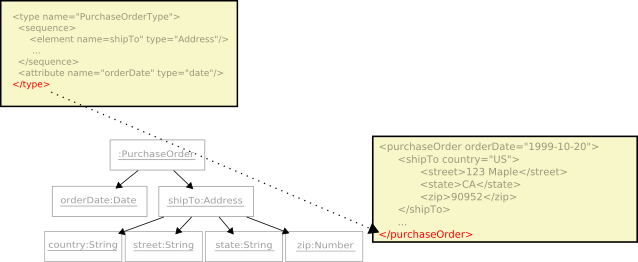 <type name="PurchaseOrderType">
<sequence>
<element name=shipTo" type="Address"/>
...
</sequence>
<attribute name="orderDate" type="date"/>
</type>
:PurchaseOrder
orderDate:Date
shipTo:Address
country:String
street:String
state:String
zip:Number
<purchaseOrder orderDate="1999-10-20">
<shipTo country="US">
<street>123 Maple</street>
<state>CA</state>
<zip>90952</zip>
</shipTo>
...
</purchaseOrder>